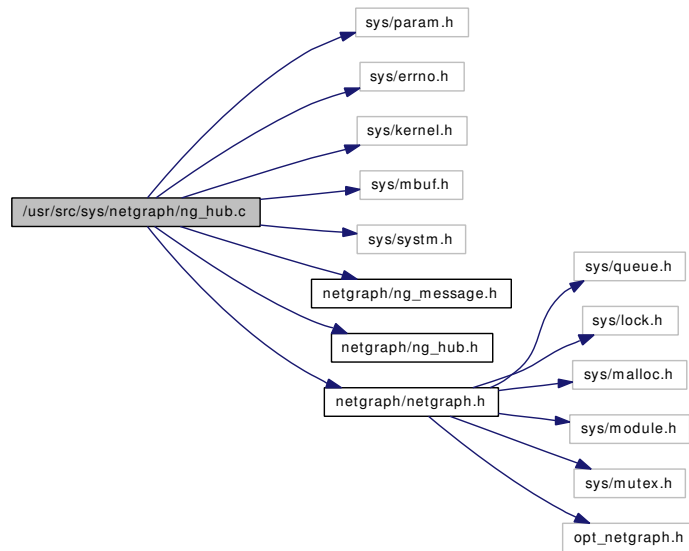 sys/param.h
sys/errno.h
sys/kernel.h
sys/mbuf.h
/usr/src/sys/netgraph/ng_hub.c
sys/systm.h
sys/queue.h
netgraph/ng_message.h
sys/lock.h
netgraph/ng_hub.h
sys/malloc.h
netgraph/netgraph.h
sys/module.h
sys/mutex.h
opt_netgraph.h